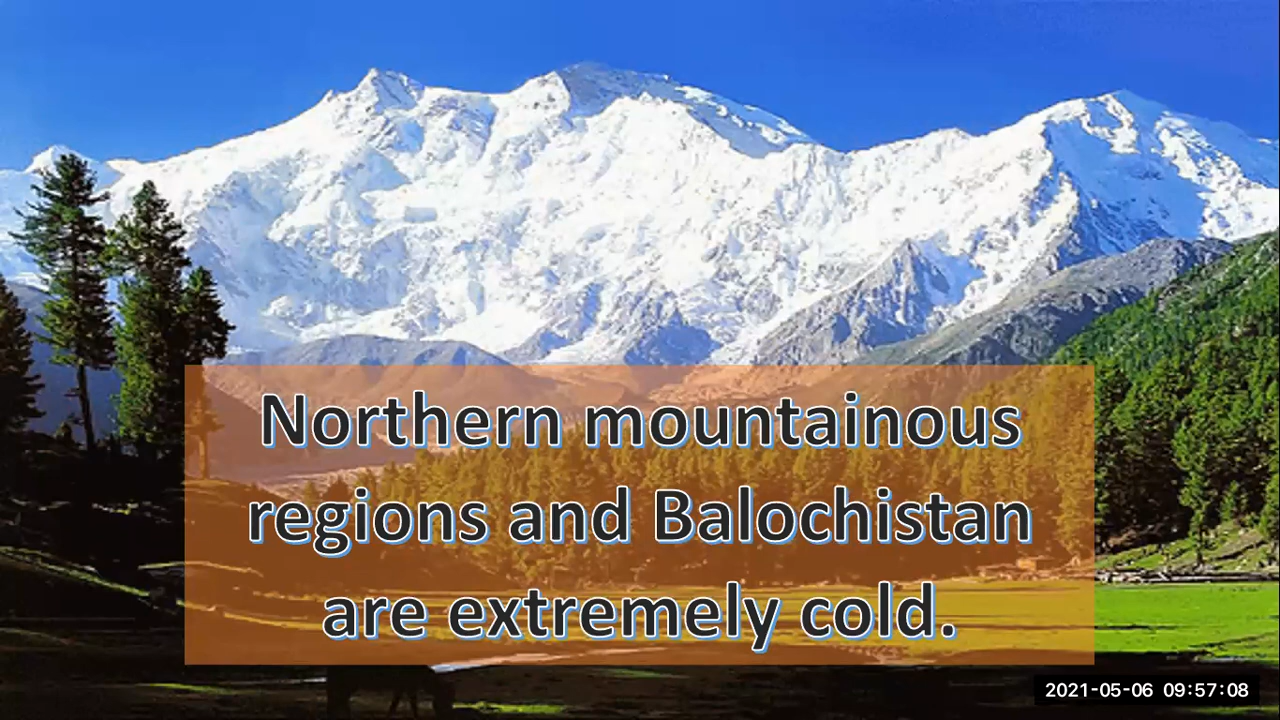 Northern mountainous
regions and Balochistan
are extremely cold.
2021-05-06 09:57:08